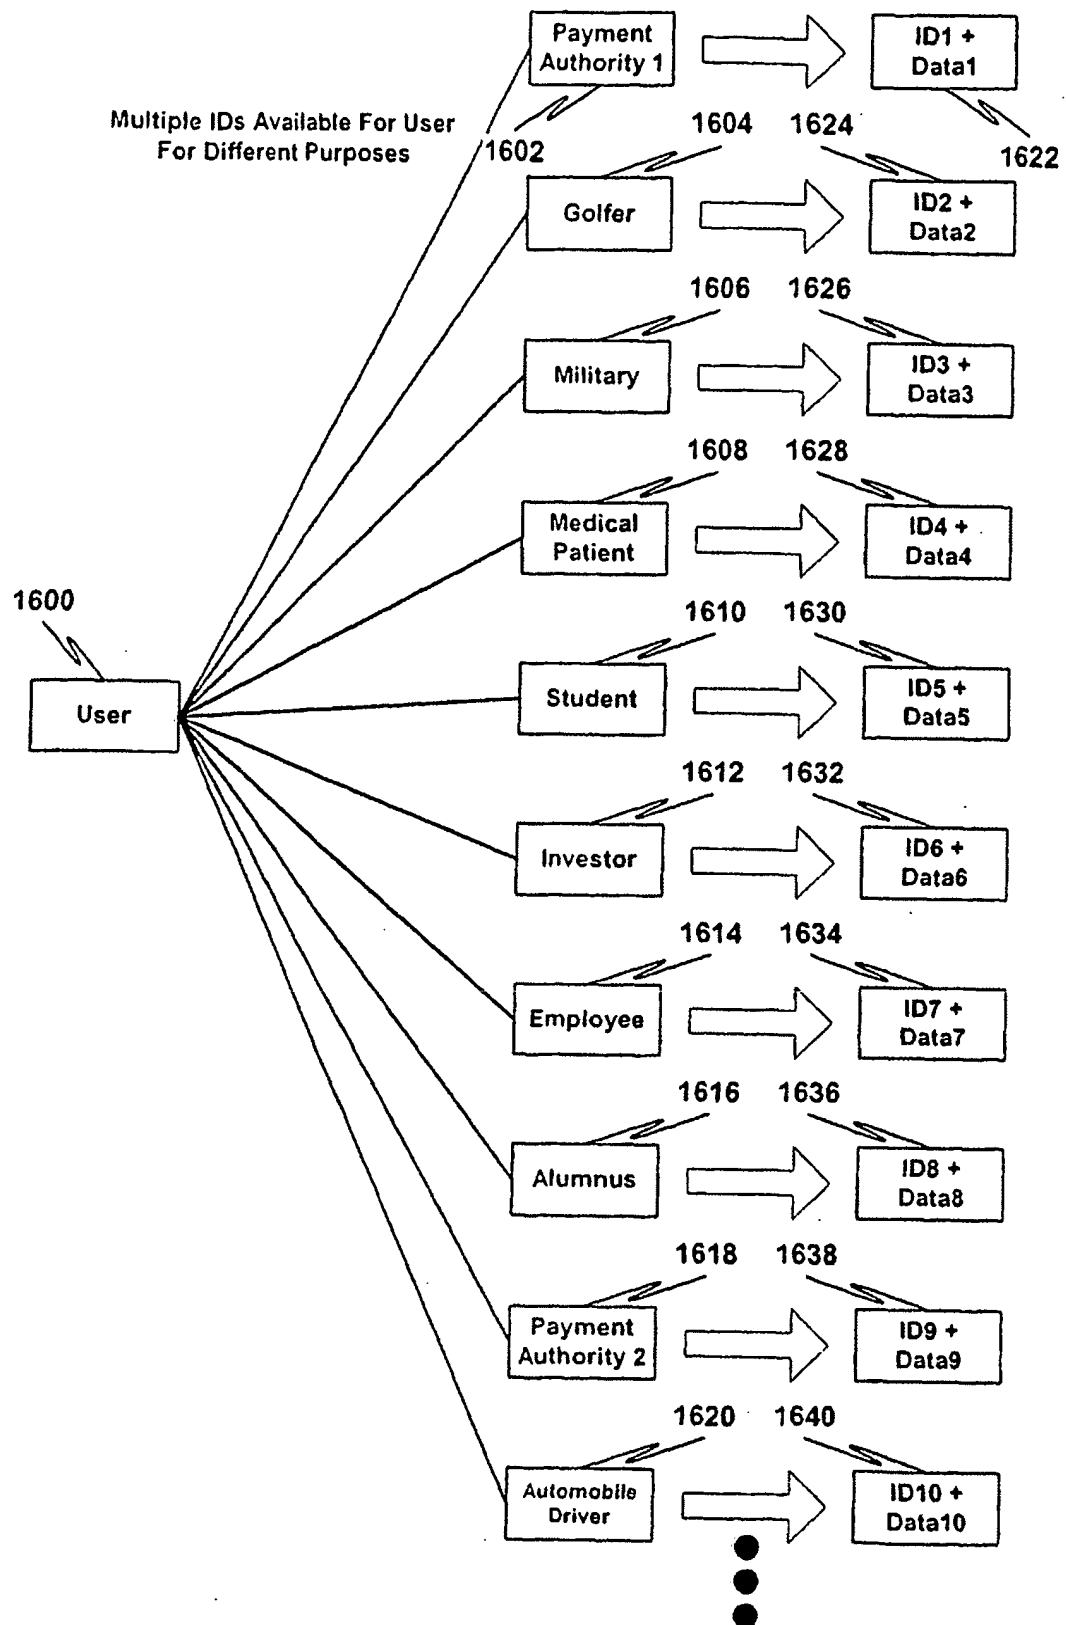 Payment
Authority 1
ID1 +
Data1
Multiple IDs Available For User
For Different Purposes
1602
1604
1624
1622
Golfer
ID2 +
Data2
1606
1626
Military
ID3 +
Data3
1608
1628
Medical
Patient
ID4 +
Data4
1600
1610
1630
User
Student
ID5 +
Data5
1612
1632
Investor
ID6 +
Data6
1614
1634
Employee
ID7 +
Data7
1616
1636
Alumnus
ID8 +
Data8
1618
1638
Payment
Authority 2
ID9 +
Data9
1620
1640
Automobile
Driver
ID10 +
Data10